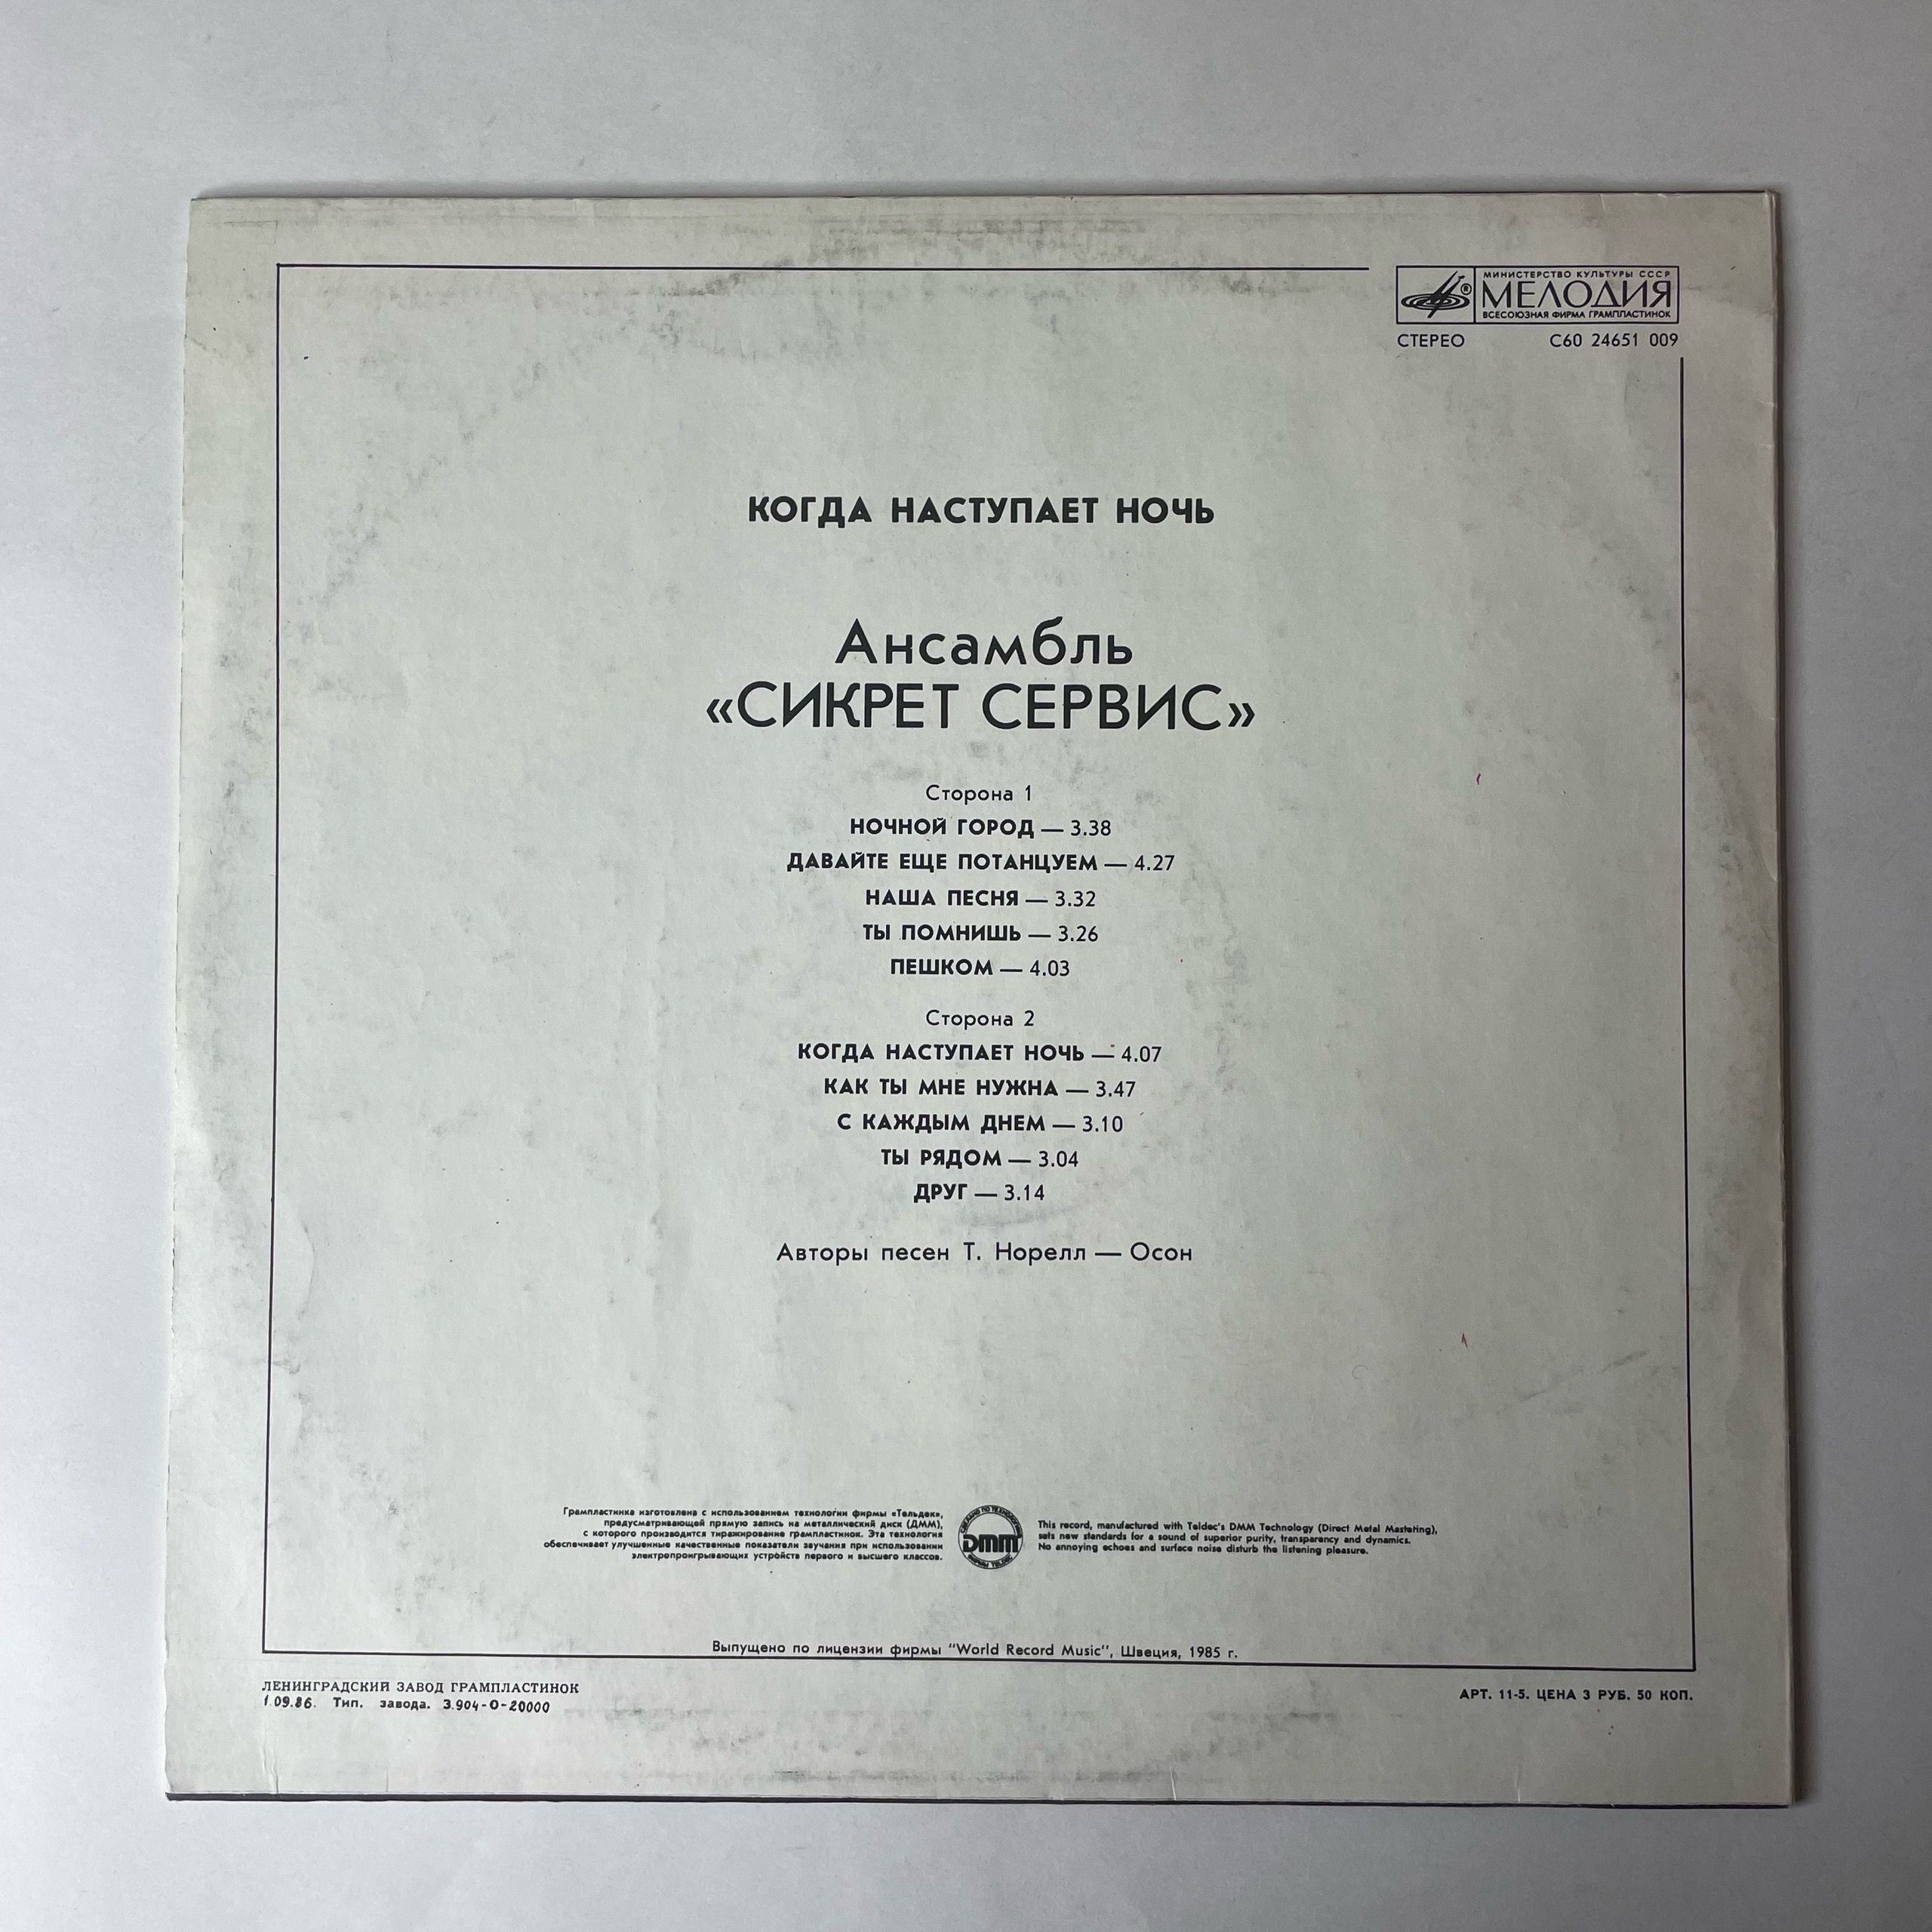 МИНИСТЕРСТВО КУЛЬТУРЫ СССР
МЕЛОДИЯ
ВСЕСОЮЗНАЯ ФИРМА ГРАМПЛАСТИНОК
СТЕРЕО С60 24651 009
КОГДА НАСТУПАЕТ НОЧЬ
Ансамбль
«СИКРЕТ СЕРВИС»
Сторона 1
НОЧНОЙ ГОРОД — 3.38
ДАВАЙТЕ ЕЩЕ ПОТАНЦУЕМ — 4.27
НАША ПЕСНЯ — 3.32
ТЫ ПОМНИШЬ — 3.26
ПЕШКОМ — 4.03
Сторона 2
КОГДА НАСТУПАЕТ НОЧЬ — 4.07
КАК ТЫ МНЕ НУЖНА — 3.47
С КАЖДЫМ ДНЕМ — 3.10
ТЫ РЯДОМ — 3.04
ДРУГ — 3.14
Авторы песен Т. Норелл — Осон
Грампластинка изготовлена с использованием технологии фирмы «Тельдек»,
предусматривающей прямую запись на металлический диск (ДММ),
с которого производится тиражирование грампластинок. Эта технология
обеспечивает улучшенные качественные показатели звучания при использовании
электропроигрывающих устройств первого и высшего классов.
СДЕЛАНО ПО ТЕХНОЛОГИИ
DMM
ФИРМЫ TELDEC
This record, manufactured with Teldec's DMM Technology (Direct Metal Mastering),
sets new standards for a sound of superior purity, transparency and dynamics.
No annoying echoes and surface noise disturb the listening pleasure.
Выпущено по лицензии фирмы "World Record Music", Швеция, 1985 г.
ЛЕНИНГРАДСКИЙ ЗАВОД ГРАМПЛАСТИНОК
1.09.86. Тип. завода. З.904-0-20000
АРТ. 11-5. ЦЕНА 3 РУБ. 50 КОП.